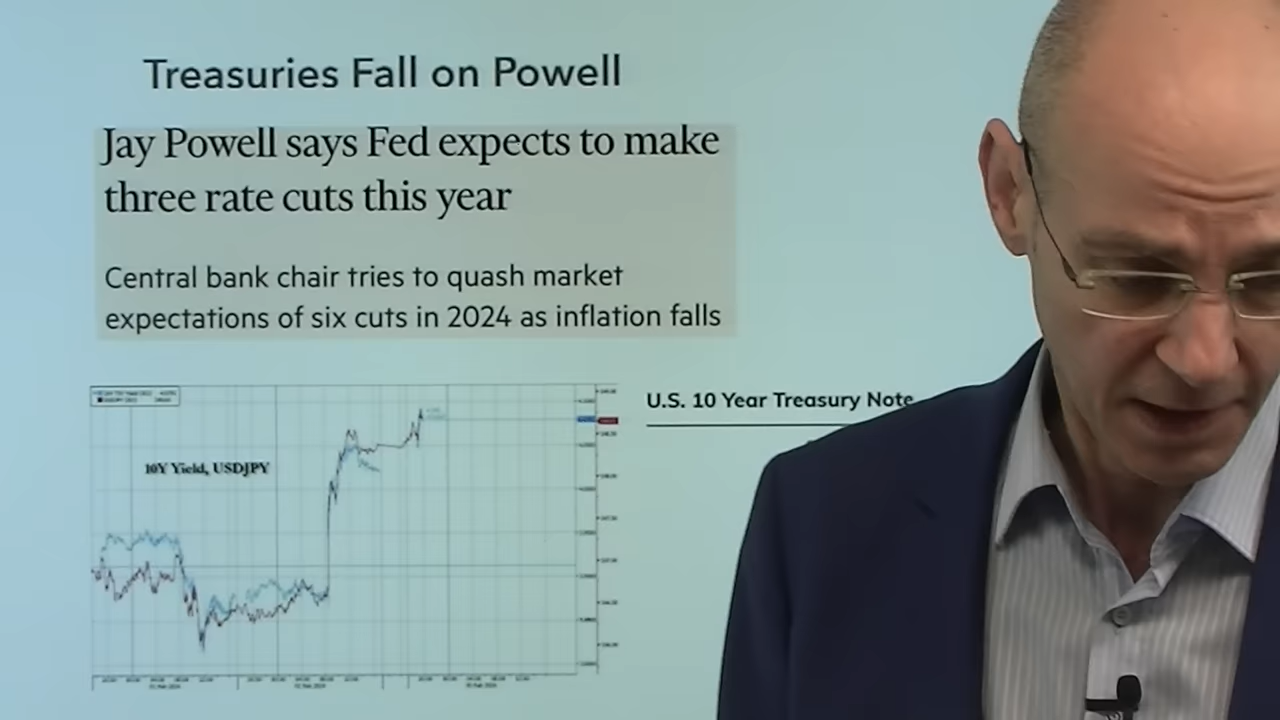 Treasuries Fall on Powell
Jay Powell says Fed expects to make
three rate cuts this year
Central bank chair tries to quash market
expectations of six cuts in 2024 as inflation falls
U.S. 10 Year Treasury Note
10Y Yield, USDJPY